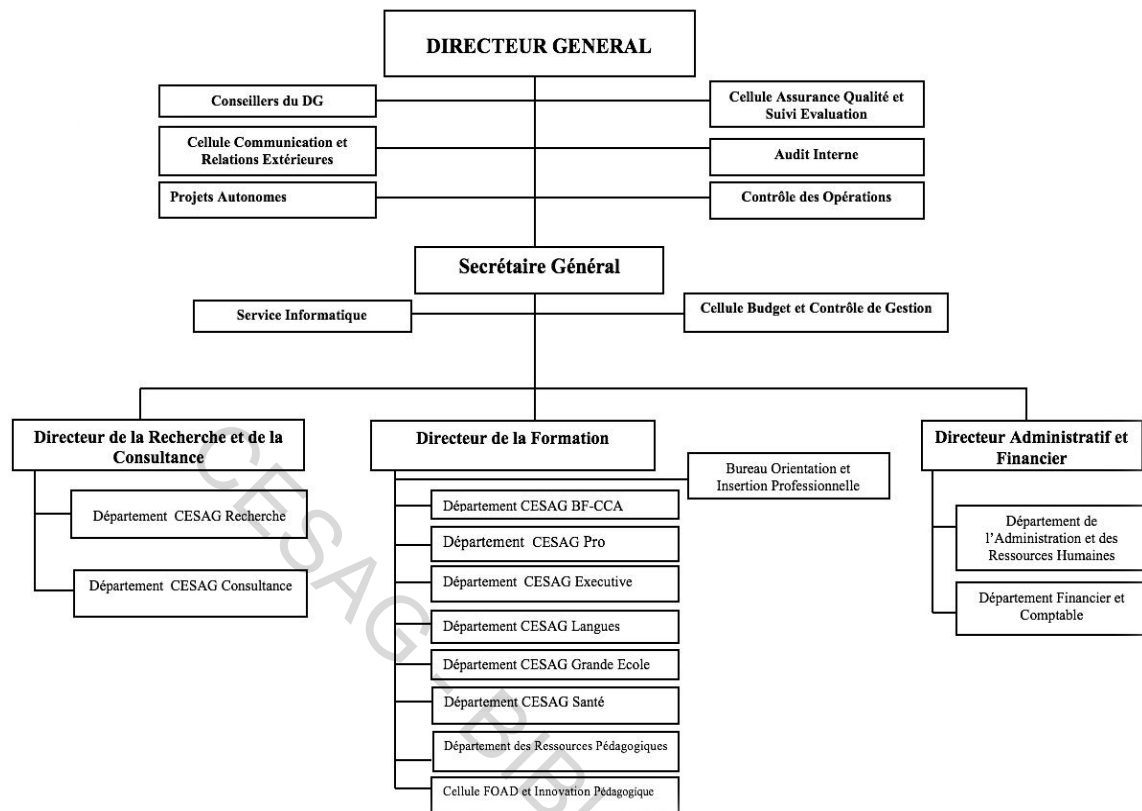 DIRECTEUR GENERAL
Conseillers du DG
Cellule Assurance Qualité et
Suivi Evaluation
Cellule Communication et
Relations Extérieures
Audit Interne
Projets Autonomes
Contrôle des Opérations
Secrétaire Général
Service Informatique
Cellule Budget et Contrôle de Gestion
Directeur de la Recherche et de la
Consultance
Département CESAG Recherche
Département CESAG Consultance
Directeur de la Formation
Bureau Orientation et
Insertion Professionnelle
Département CESAG BF-CCA
Département CESAG Pro
Département CESAG Executive
Département CESAG Langues
Département CESAG Grande Ecole
Département CESAG Santé
Département des Ressources Pédagogiques
Cellule FOAD et Innovation Pédagogique
Directeur Administratif et
Financier
Département de
l’Administration et des
Ressources Humaines
Département Financier et
Comptable
CESAG - BIBL